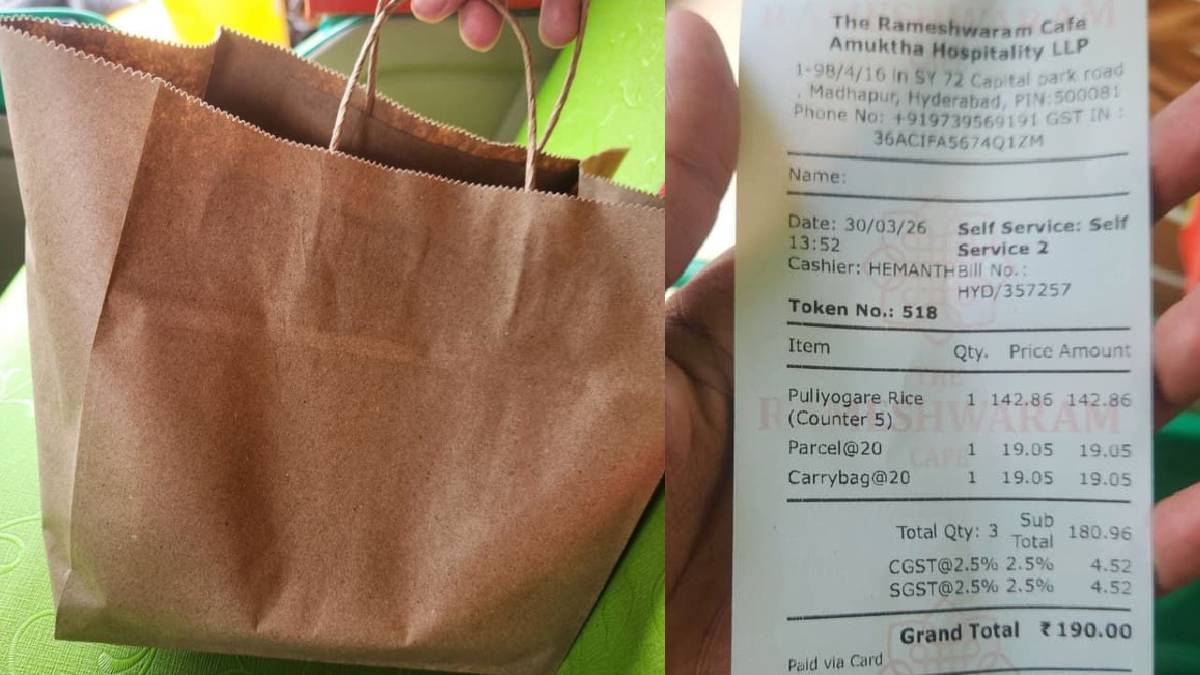 The Rameshwaram Cafe
Amuktha Hospitality LLP
1-98/4/16 in SY 72 Capital park road
, Madhapur, Hyderabad, PIN:500081
Phone No: +919739569191 GST IN :
36ACIFA5674Q1ZM
Name:
Date: 30/03/26 Self Service: Self
13:52 Service 2
Cashier: HEMANTH Bill No.:
HYD/357257
Token No.: 518
Item Qty. Price Amount
Puliyogare Rice 1 142.86 142.86
(Counter 5)
Parcel@20 1 19.05 19.05
Carrybag@20 1 19.05 19.05
Total Qty: 3 Sub Total 180.96
CGST@2.5% 2.5% 4.52
SGST@2.5% 2.5% 4.52
Grand Total ₹190.00
Paid via Card
THE
RAMESHWARAM
CAFE